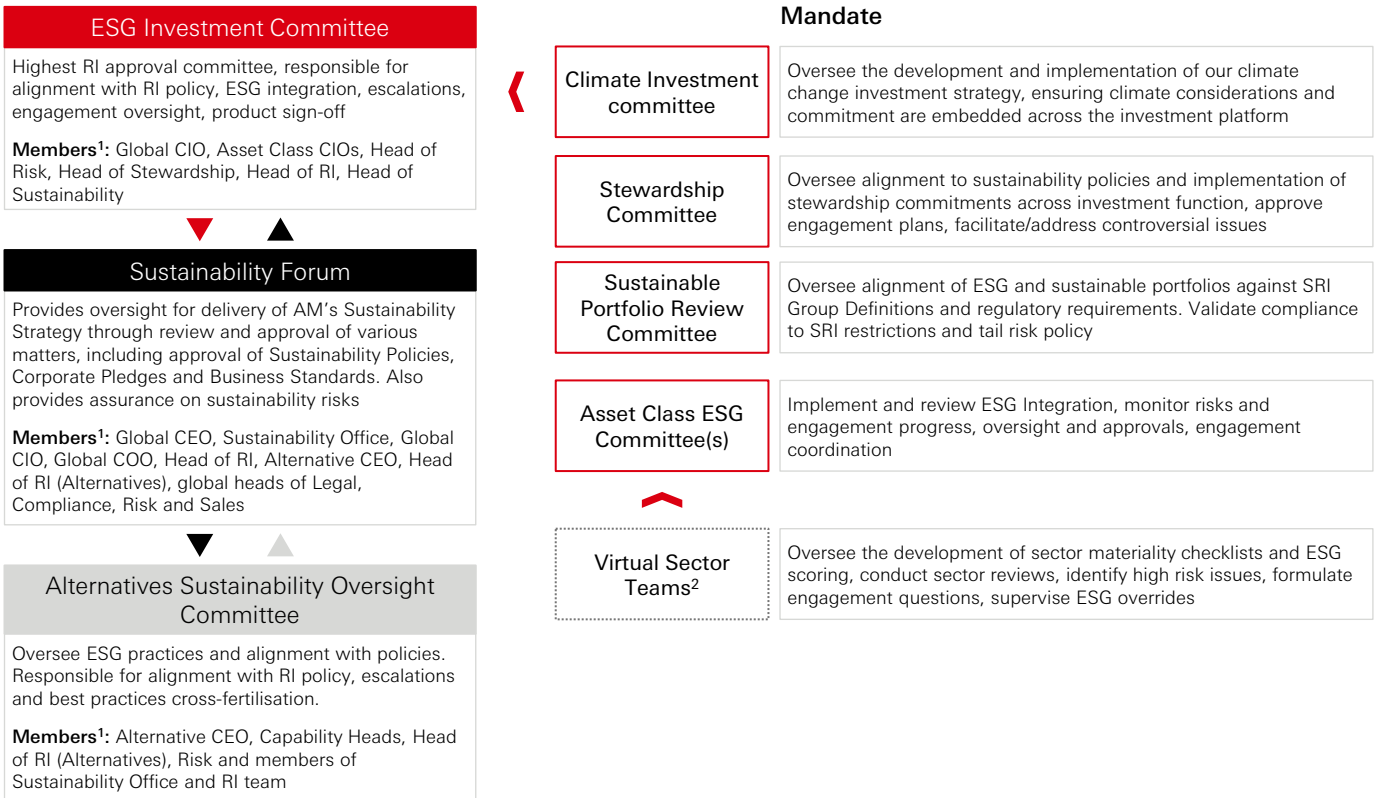 ESG Investment Committee
Highest RI approval committee, responsible for
alignment with RI policy, ESG integration, escalations,
engagement oversight, product sign-off
Members¹: Global CIO, Asset Class CIOs, Head of
Risk, Head of Stewardship, Head of RI, Head of
Sustainability
Sustainability Forum
Provides oversight for delivery of AM's Sustainability
Strategy through review and approval of various
matters, including approval of Sustainability Policies,
Corporate Pledges and Business Standards. Also
provides assurance on sustainability risks
Members¹: Global CEO, Sustainability Office, Global
CIO, Global COO, Head of RI, Alternative CEO, Head
of RI (Alternatives), global heads of Legal,
Compliance, Risk and Sales
Alternatives Sustainability Oversight
Committee
Oversee ESG practices and alignment with policies.
Responsible for alignment with RI policy, escalations
and best practices cross-fertilisation.
Members¹: Alternative CEO, Capability Heads, Head
of RI (Alternatives), Risk and members of
Sustainability Office and RI team
Mandate
Climate Investment
committee
Oversee the development and implementation of our climate
change investment strategy, ensuring climate considerations and
commitment are embedded across the investment platform
Stewardship
Committee
Oversee alignment to sustainability policies and implementation of
stewardship commitments across investment function, approve
engagement plans, facilitate/address controversial issues
Sustainable
Portfolio Review
Committee
Oversee alignment of ESG and sustainable portfolios against SRI
Group Definitions and regulatory requirements. Validate compliance
to SRI restrictions and tail risk policy
Asset Class ESG
Committee(s)
Implement and review ESG Integration, monitor risks and
engagement progress, oversight and approvals, engagement
coordination
Virtual Sector
Teams²
Oversee the development of sector materiality checklists and ESG
scoring, conduct sector reviews, identify high risk issues, formulate
engagement questions, supervise ESG overrides